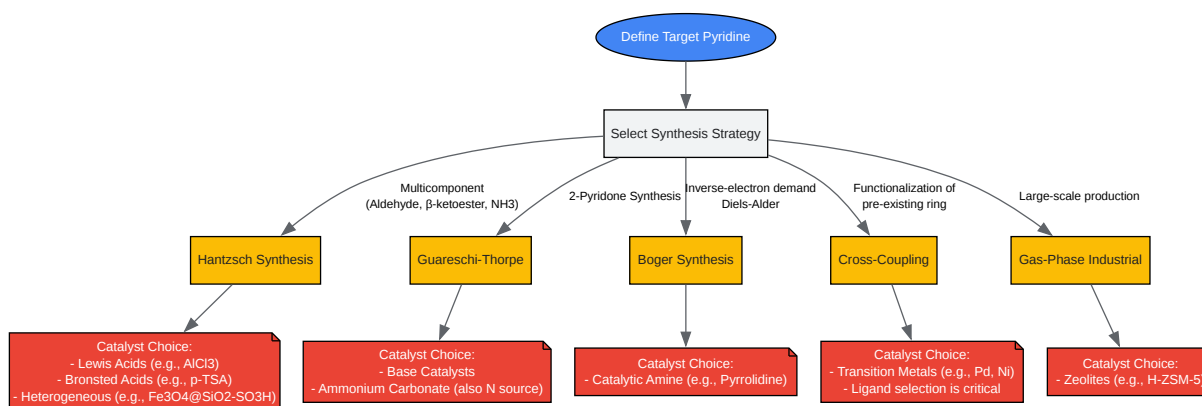 Define Target Pyridine
Select Synthesis Strategy
Multicomponent
(Aldehyde, β-ketoester, NH3)
2-Pyridone Synthesis
Inverse-electron demand
Diels-Alder
Functionalization of
pre-existing ring
Large-scale production
Hantzsch Synthesis
Guareschi-Thorpe
Boger Synthesis
Cross-Coupling
Gas-Phase Industrial
Catalyst Choice:
- Lewis Acids (e.g., AlCl3)
- Bronsted Acids (e.g., p-TSA)
- Heterogeneous (e.g., Fe3O4@SiO2-SO3H)
Catalyst Choice:
- Base Catalysts
- Ammonium Carbonate (also N source)
Catalyst Choice:
- Catalytic Amine (e.g., Pyrrolidine)
Catalyst Choice:
- Transition Metals (e.g., Pd, Ni)
- Ligand selection is critical
Catalyst Choice:
- Zeolites (e.g., H-ZSM-5)